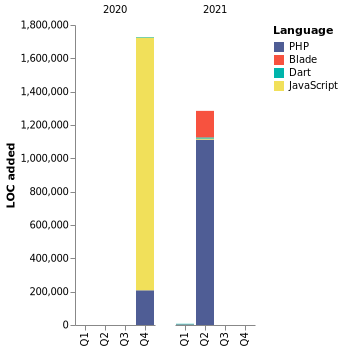 2020 2021
Language
PHP
Blade
Dart
JavaScript
LOC added
1,800,000
1,600,000
1,400,000
1,200,000
1,000,000
800,000
600,000
400,000
200,000
0
Q1 Q2 Q3 Q4 Q1 Q2 Q3 Q4